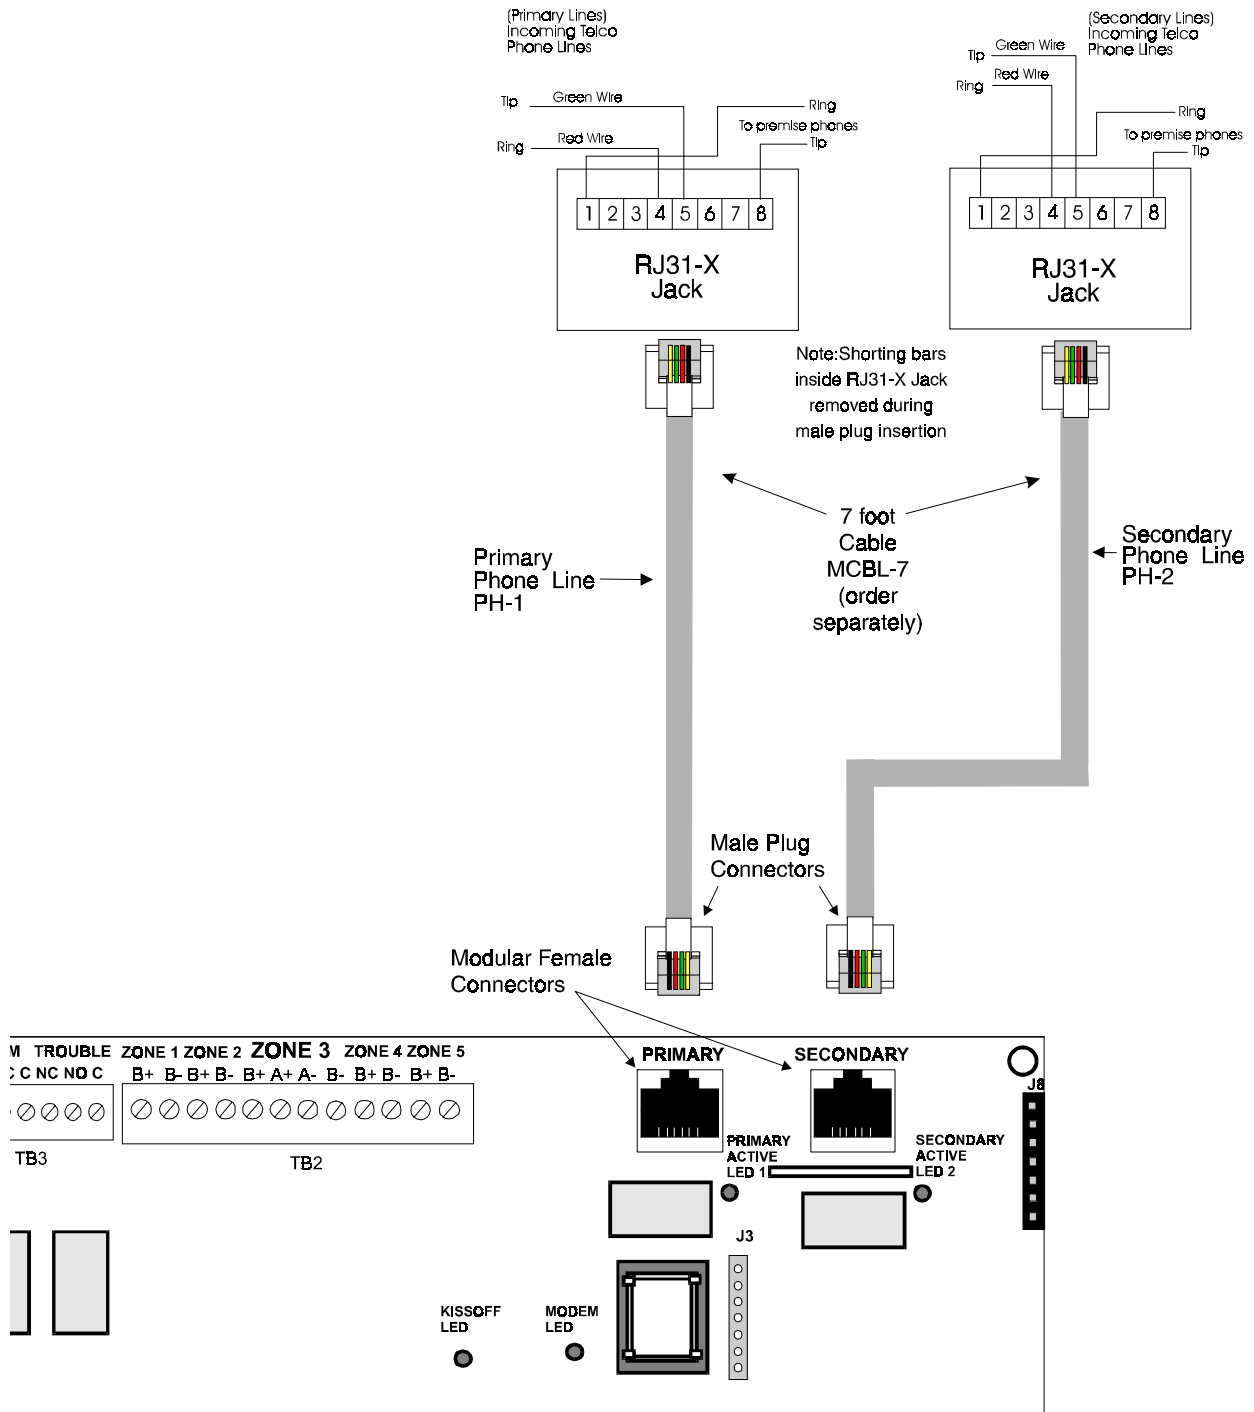 (Primary Lines)
Incoming Telco
Phone Lines
(Secondary Lines)
Incoming Telco
Phone Lines
Tip Green Wire
Ring Red Wire
Ring
To premise phones
Tip
Tip Green Wire
Ring Red Wire
Ring
To premise phones
Tip
1 2 3 4 5 6 7 8
RJ31-X
Jack
1 2 3 4 5 6 7 8
RJ31-X
Jack
Note:Shorting bars
inside RJ31-X Jack
removed during
male plug insertion
7 foot
Cable
MCBL-7
(order
separately)
Primary
Phone Line
PH-1
Secondary
Phone Line
PH-2
Male Plug
Connectors
Modular Female
Connectors
M TROUBLE ZONE 1 ZONE 2 ZONE 3 ZONE 4 ZONE 5
C C NC NO C B+ B- B+ B- B+ A+ A- B- B+ B- B+ B-
TB3
TB2
PRIMARY
SECONDARY
J8
PRIMARY
ACTIVE
LED 1
SECONDARY
ACTIVE
LED 2
J3
KISSOFF
LED
MODEM
LED